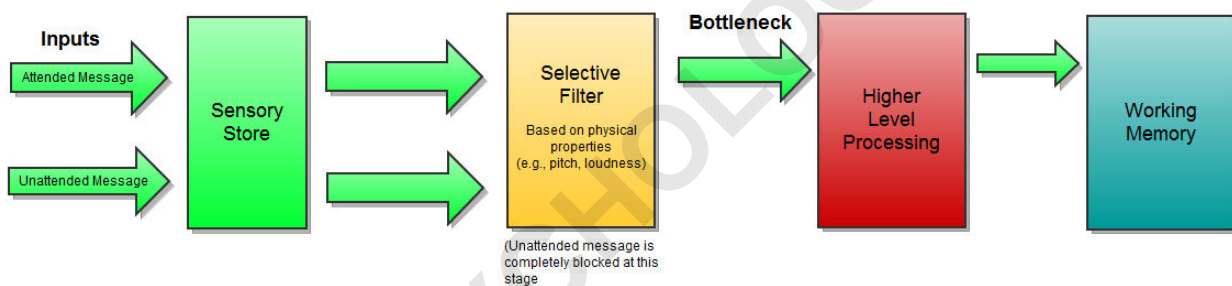 Inputs
Attended Message
Unattended Message
Sensory
Store
Selective
Filter
Based on physical
properties
(e.g., pitch, loudness)
(Unattended message is
completely blocked at this
stage
Bottleneck
Higher
Level
Processing
Working
Memory